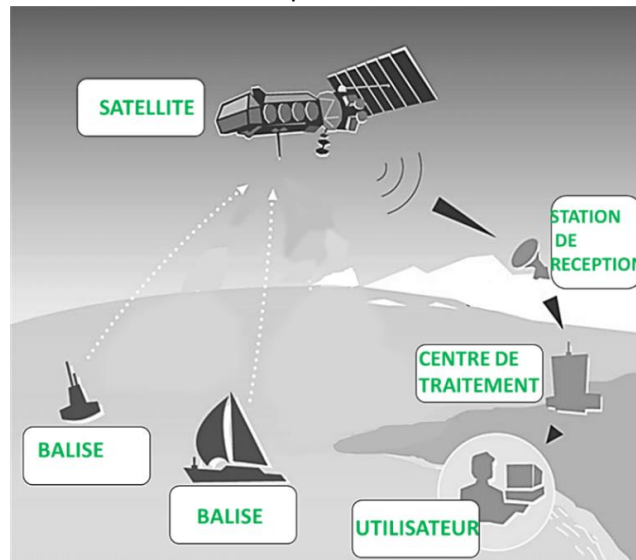 SATELLITE
STATION
DE
RECEPTION
CENTRE DE
TRAITEMENT
BALISE
BALISE
UTILISATEUR